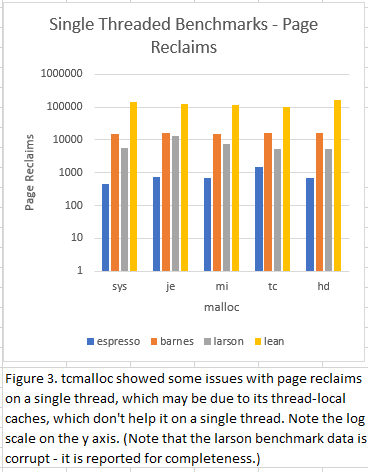 Single Threaded Benchmarks - Page
Reclaims
1000000
100000
10000
1000
100
10
1
Page Reclaims
sys je mi tc hd
malloc
espresso barnes larson lean
Figure 3. tcmalloc showed some issues with page reclaims
on a single thread, which may be due to its thread-local
caches, which don't help it on a single thread. Note the log
scale on the y axis. (Note that the larson benchmark data is
corrupt - it is reported for completeness.)